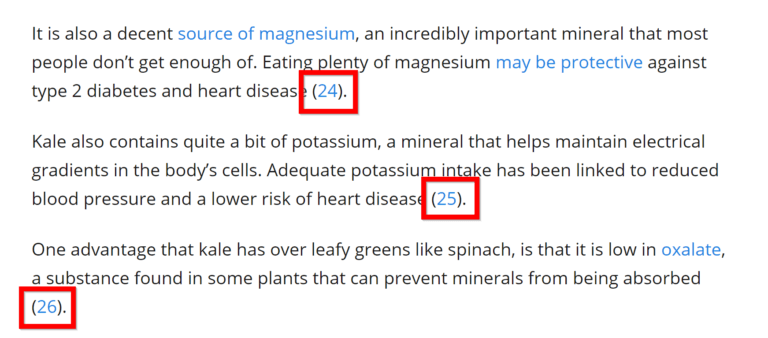 It is also a decent source of magnesium, an incredibly important mineral that most
people don’t get enough of. Eating plenty of magnesium may be protective against
type 2 diabetes and heart disease (24).
Kale also contains quite a bit of potassium, a mineral that helps maintain electrical
gradients in the body’s cells. Adequate potassium intake has been linked to reduced
blood pressure and a lower risk of heart disease (25).
One advantage that kale has over leafy greens like spinach, is that it is low in oxalate,
a substance found in some plants that can prevent minerals from being absorbed
(26).